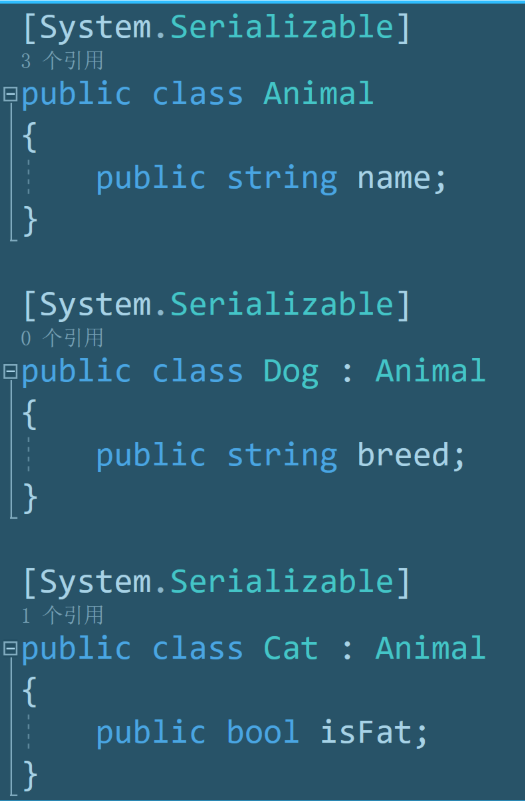 [System.Serializable]
3 个引用
public class Animal
{
public string name;
}
[System.Serializable]
0 个引用
public class Dog : Animal
{
public string breed;
}
[System.Serializable]
1 个引用
public class Cat : Animal
{
public bool isFat;
}